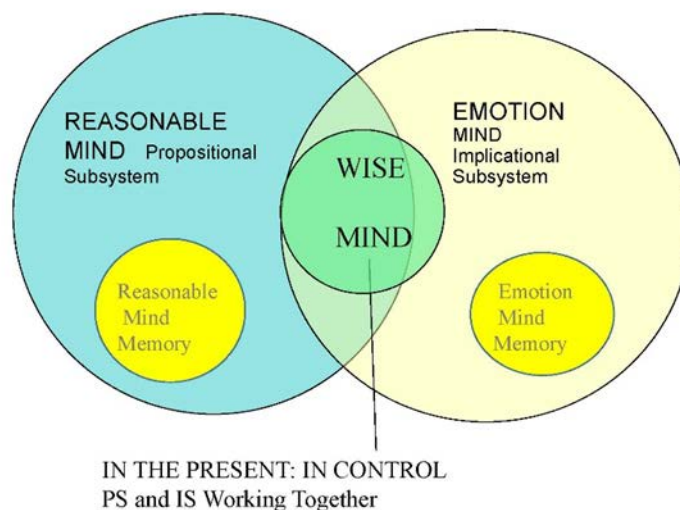 REASONABLE
MIND Propositional
Subsystem
EMOTION
MIND
Implicational
Subsystem
WISE
MIND
Reasonable
Mind
Memory
Emotion
Mind
Memory
IN THE PRESENT: IN CONTROL
PS and IS Working Together